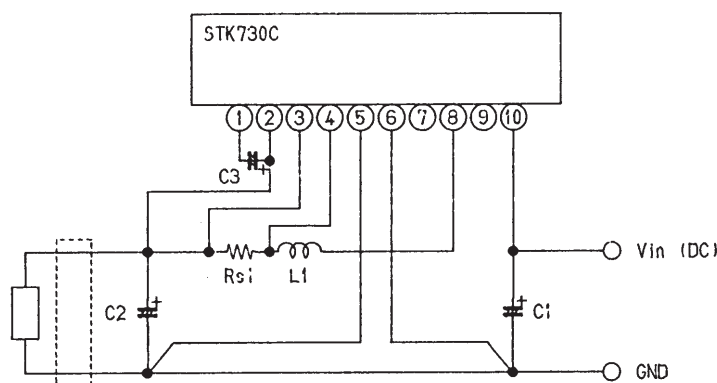 STK730C
1 2 3 4 5 6 7 8 9 10
C3
+
Vin (DC)
Rsi L1
C2
+
+
C1
GND